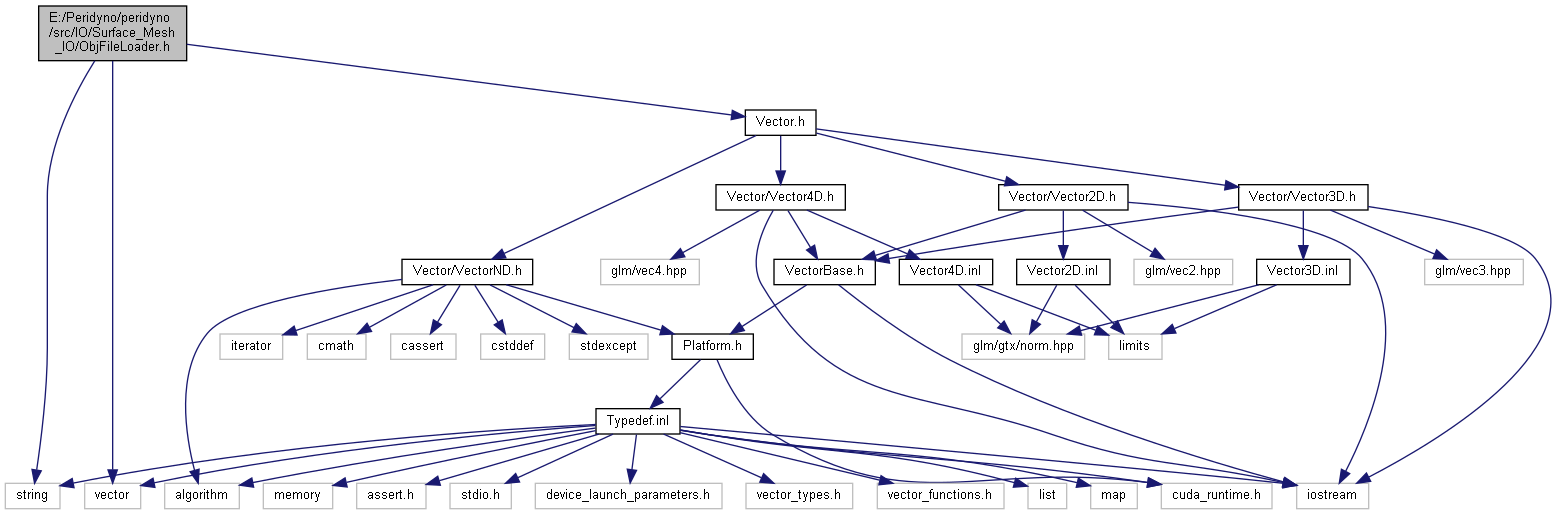 E:/Peridyno/peridyno
/src/IO/Surface_Mesh
_IO/ObjFileLoader.h
Vector.h
Vector/Vector4D.h
Vector/Vector2D.h
Vector/Vector3D.h
Vector/VectorND.h
glm/vec4.hpp
VectorBase.h
Vector4D.inl
Vector2D.inl
glm/vec2.hpp
Vector3D.inl
glm/vec3.hpp
iterator
cmath
cassert
cstddef
stdexcept
Platform.h
glm/gtx/norm.hpp
limits
Typedef.inl
string
vector
algorithm
memory
assert.h
stdio.h
device_launch_parameters.h
vector_types.h
vector_functions.h
list
map
cuda_runtime.h
iostream